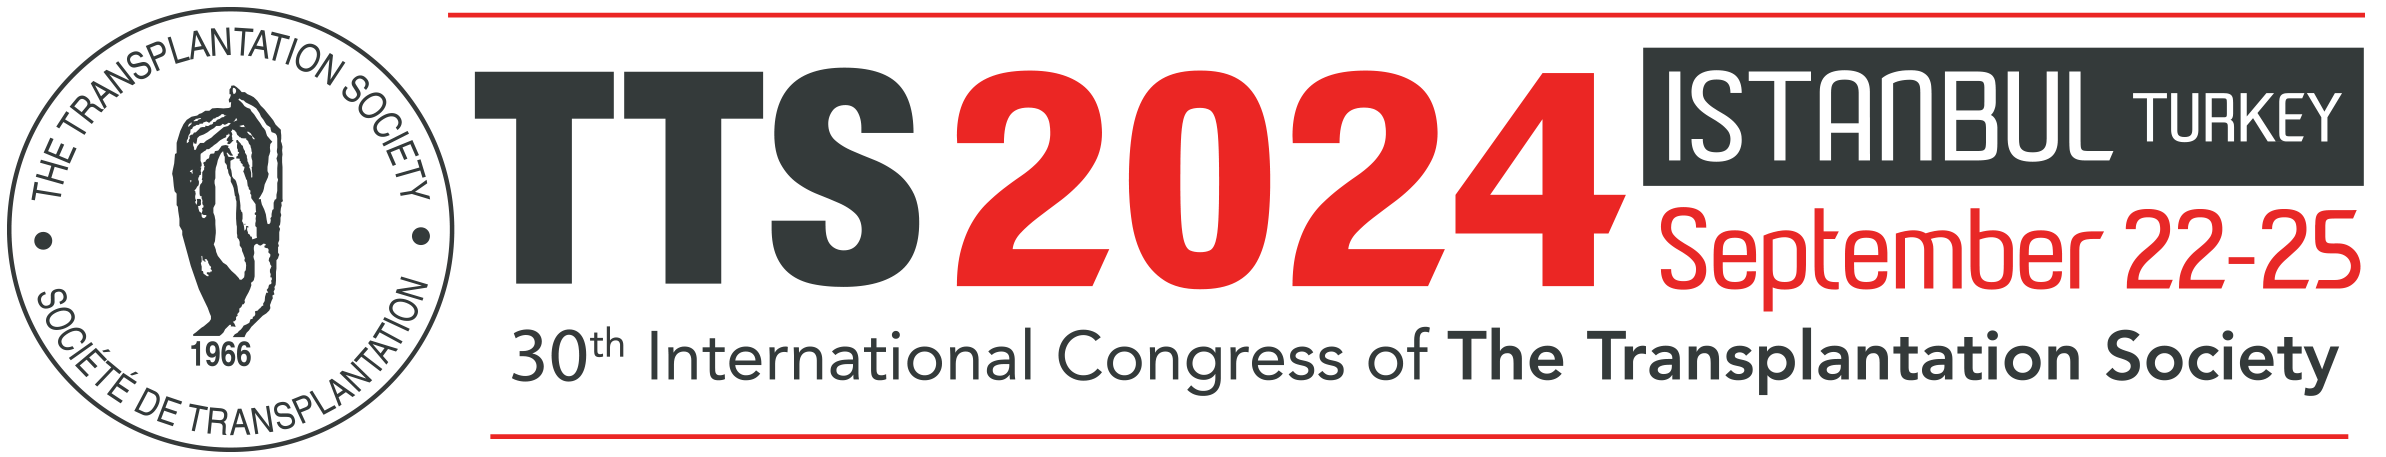 THE TRANSPLANTATION SOCIETY
1966
SOCIÉTÉ DE TRANSPLANTATION
TTS2024
ISTANBUL TURKEY
September 22-25
30th International Congress of The Transplantation Society